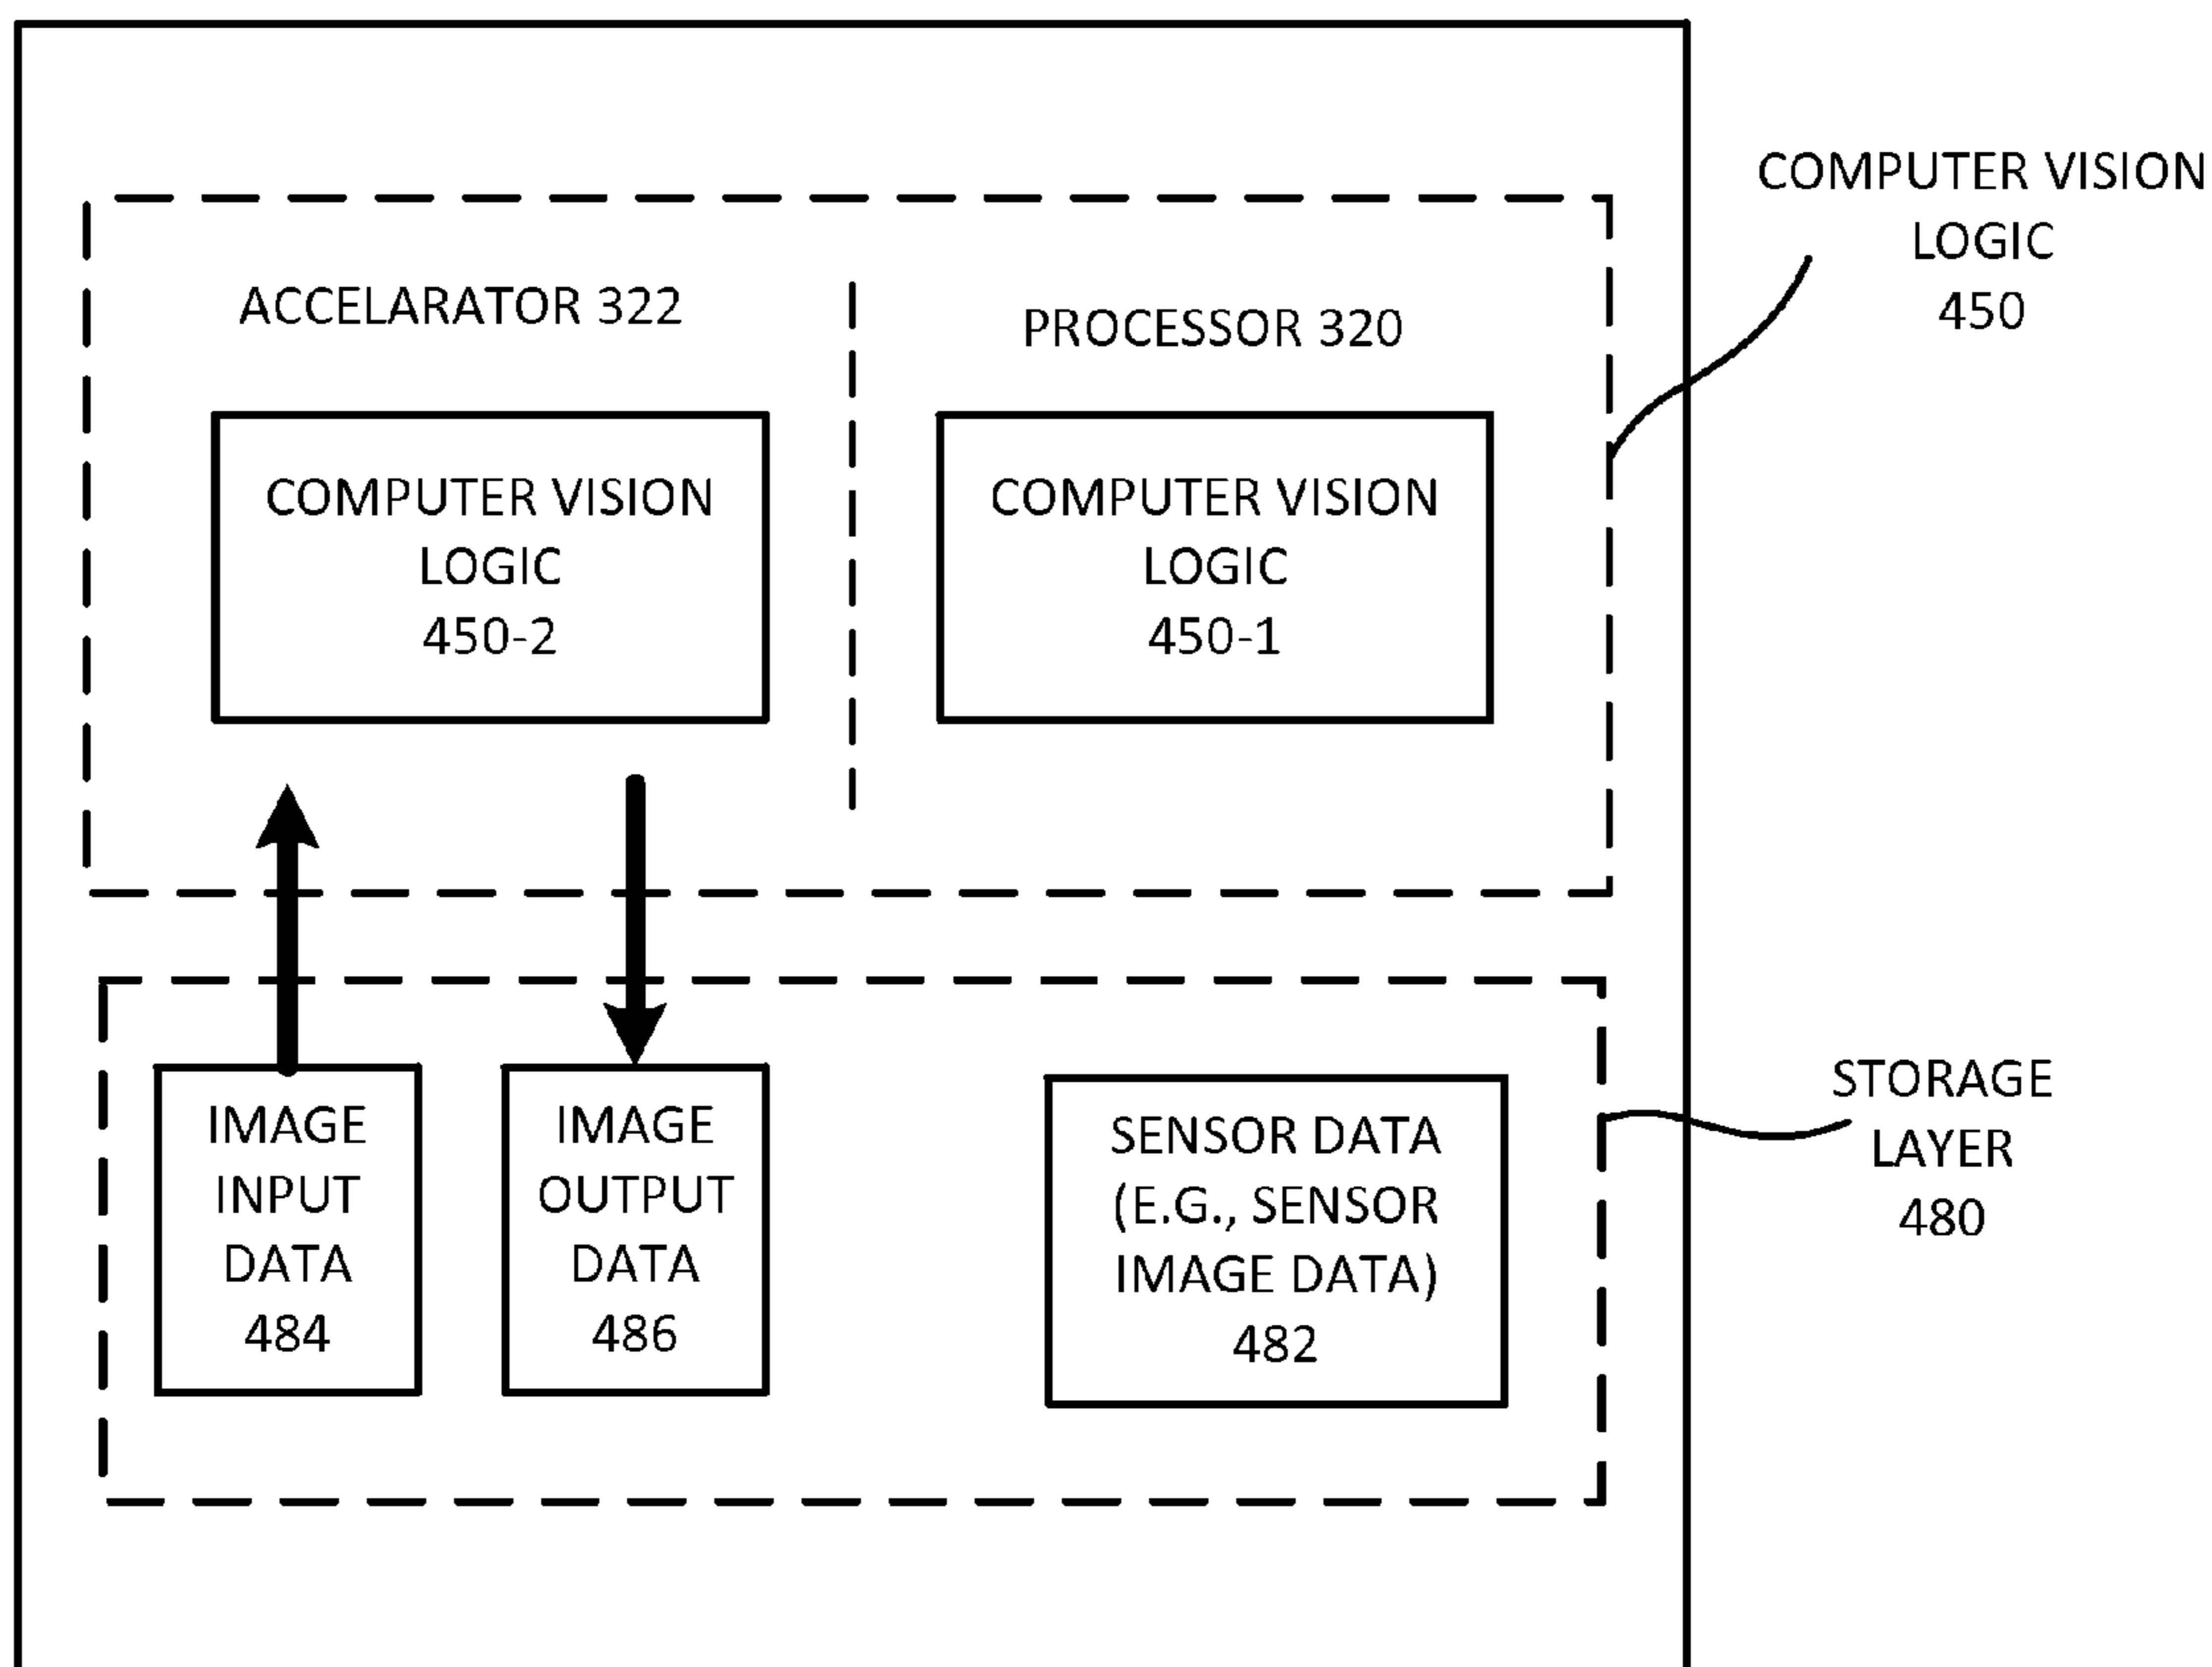 COMPUTER VISION
LOGIC
450
ACCELARATOR 322
PROCESSOR 320
COMPUTER VISION
LOGIC
450-2
COMPUTER VISION
LOGIC
450-1
IMAGE
INPUT
DATA
484
IMAGE
OUTPUT
DATA
486
SENSOR DATA
(E.G., SENSOR
IMAGE DATA)
482
STORAGE
LAYER
480